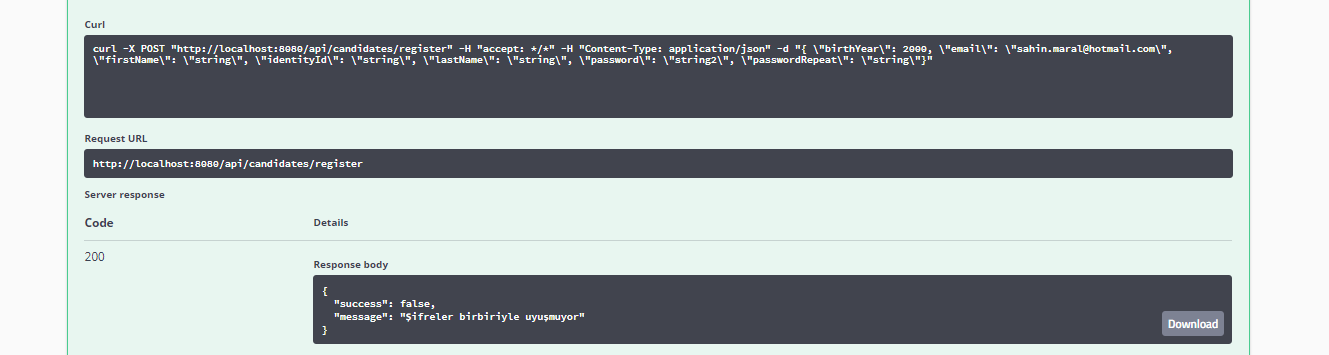 Curl
curl -X POST "http://localhost:8080/api/candidates/register" -H "accept: */*" -H "Content-Type: application/json" -d "{ \"birthYear\": 2000, \"email\": \"sahin.maral@hotmail.com\",
\"firstName\": \"string\", \"identityId\": \"string\", \"lastName\": \"string\", \"password\": \"string2\", \"passwordRepeat\": \"string\"}"
Request URL
http://localhost:8080/api/candidates/register
Server response
Code Details
200
Response body
{
"success": false,
"message": "Şifreler birbiriyle uyuşmuyor"
}
Download